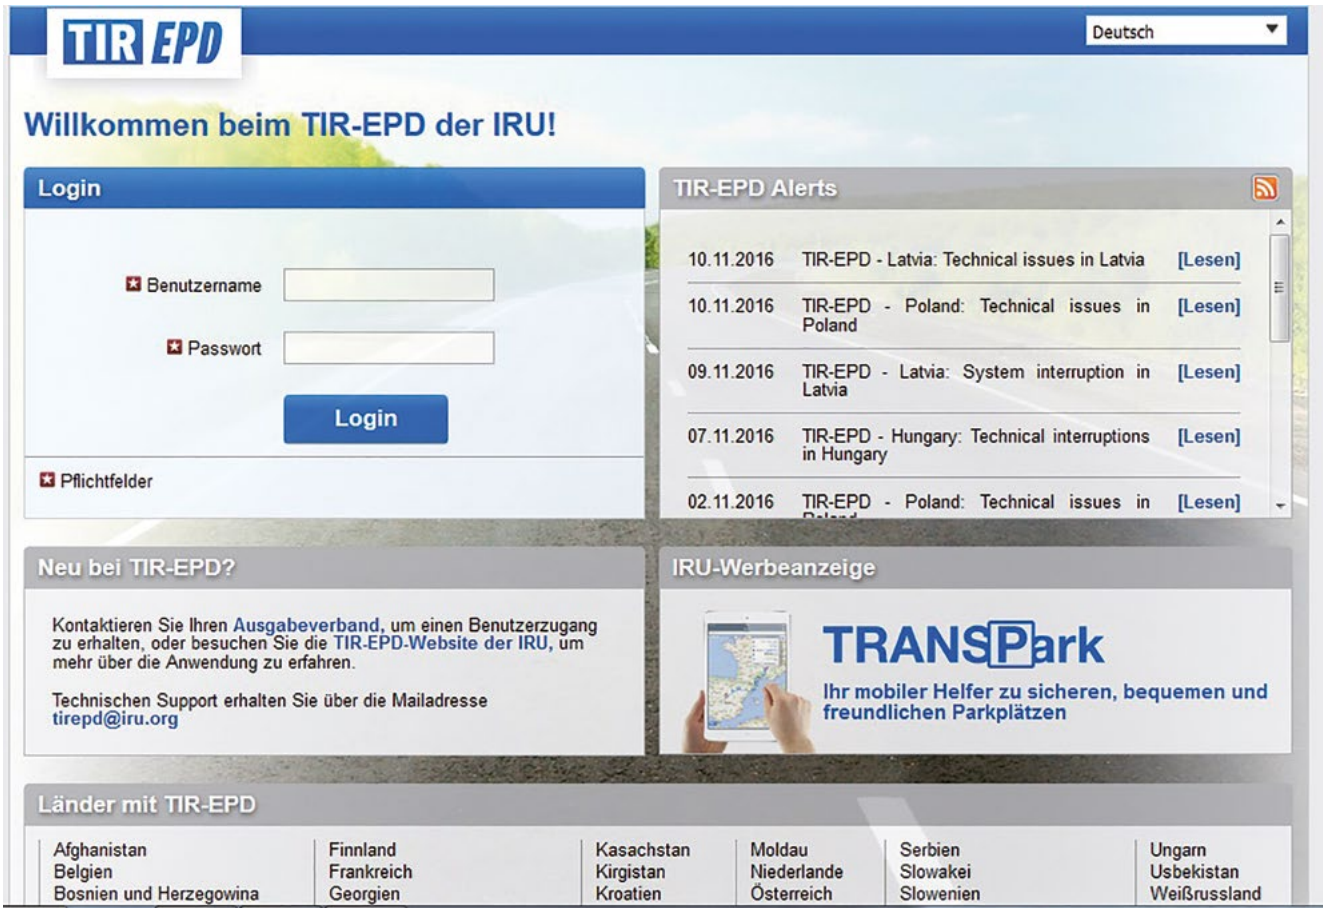 TIR EPD
Deutsch
Willkommen beim TIR-EPD der IRU!
Login
Benutzername
Passwort
Login
Pflichtfelder
TIR-EPD Alerts
10.11.2016 TIR-EPD - Latvia: Technical issues in Latvia [Lesen]
10.11.2016 TIR-EPD - Poland: Technical issues in [Lesen]
Poland
09.11.2016 TIR-EPD - Latvia: System interruption in [Lesen]
Latvia
07.11.2016 TIR-EPD - Hungary: Technical interruptions [Lesen]
in Hungary
02.11.2016 TIR-EPD - Poland: Technical issues in [Lesen]
Poland
Neu bei TIR-EPD?
Kontaktieren Sie Ihren Ausgabeverband, um einen Benutzerzugang
zu erhalten, oder besuchen Sie die TIR-EPD-Website der IRU, um
mehr über die Anwendung zu erfahren.
Technischen Support erhalten Sie über die Mailadresse
tirepd@iru.org
IRU-Werbeanzeige
TRANSPark
Ihr mobiler Helfer zu sicheren, bequemen und
freundlichen Parkplätzen
Länder mit TIR-EPD
Afghanistan Finnland Kasachstan Moldau Serbien Ungarn
Belgien Frankreich Kirgistan Niederlande Slowakei Usbekistan
Bosnien und Herzegowina Georgien Kroatien Österreich Slowenien Weißrussland